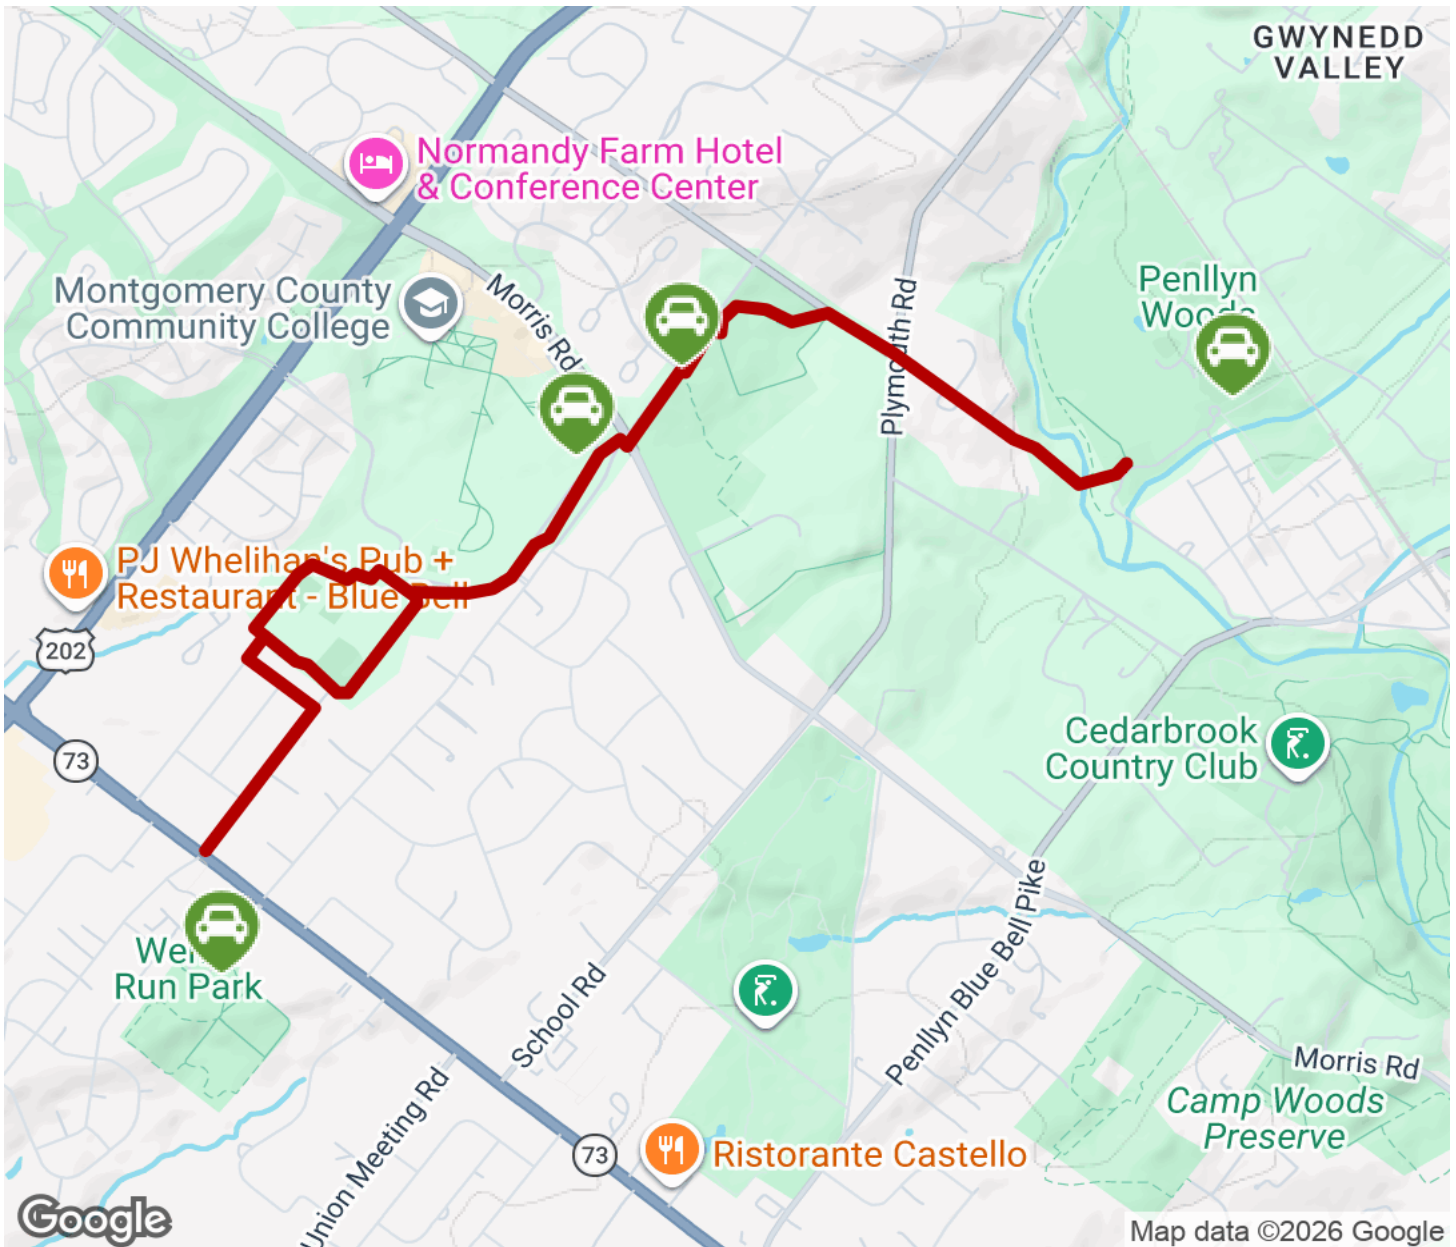 GWYNEDD
VALLEY
Normandy Farm Hotel
& Conference Center
Montgomery County
Community College
Morris Rd
Plymouth Rd
Penllyn
Woods
PJ Whelihan's Pub +
Restaurant - Blue Bell
202
73
Cedarbrook
Country Club
Run Park
School Rd
Penllyn Blue Bell Pike
Union Meeting Rd
Morris Rd
Camp Woods
Preserve
73
Ristorante Castello
Google
Map data ©2026 Google